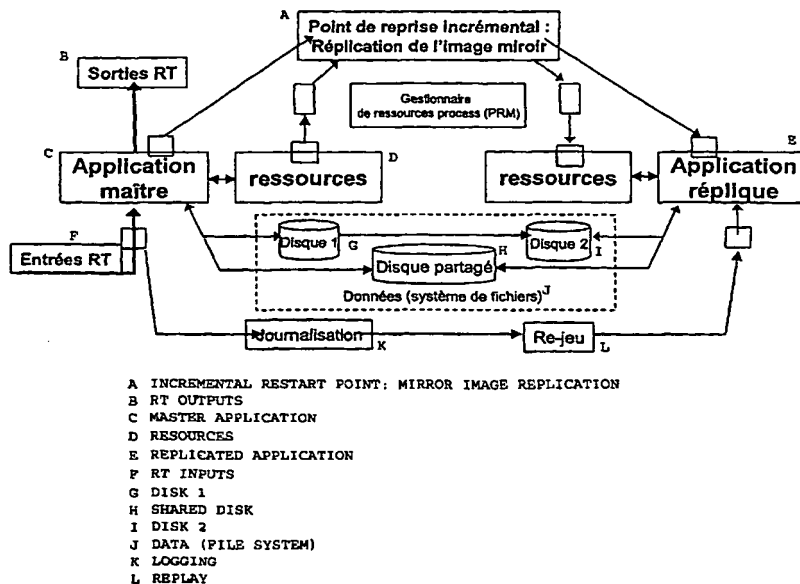 A
Point de reprise incrémental :
Réplication de l'image miroir
B
Sorties RT
Gestionnaire
de ressources process (PRM)
C
Application
maître
ressources
D
ressources
E
Application
réplique
F
Entrées RT
Disque 1
G
Disque 2
I
H
Disque partagé
Données (système de fichiers)
J
Journalisation
K
Re-jeu
L
A INCREMENTAL RESTART POINT: MIRROR IMAGE REPLICATION
B RT OUTPUTS
C MASTER APPLICATION
D RESOURCES
E REPLICATED APPLICATION
F RT INPUTS
G DISK 1
H SHARED DISK
I DISK 2
J DATA (FILE SYSTEM)
K LOGGING
L REPLAY